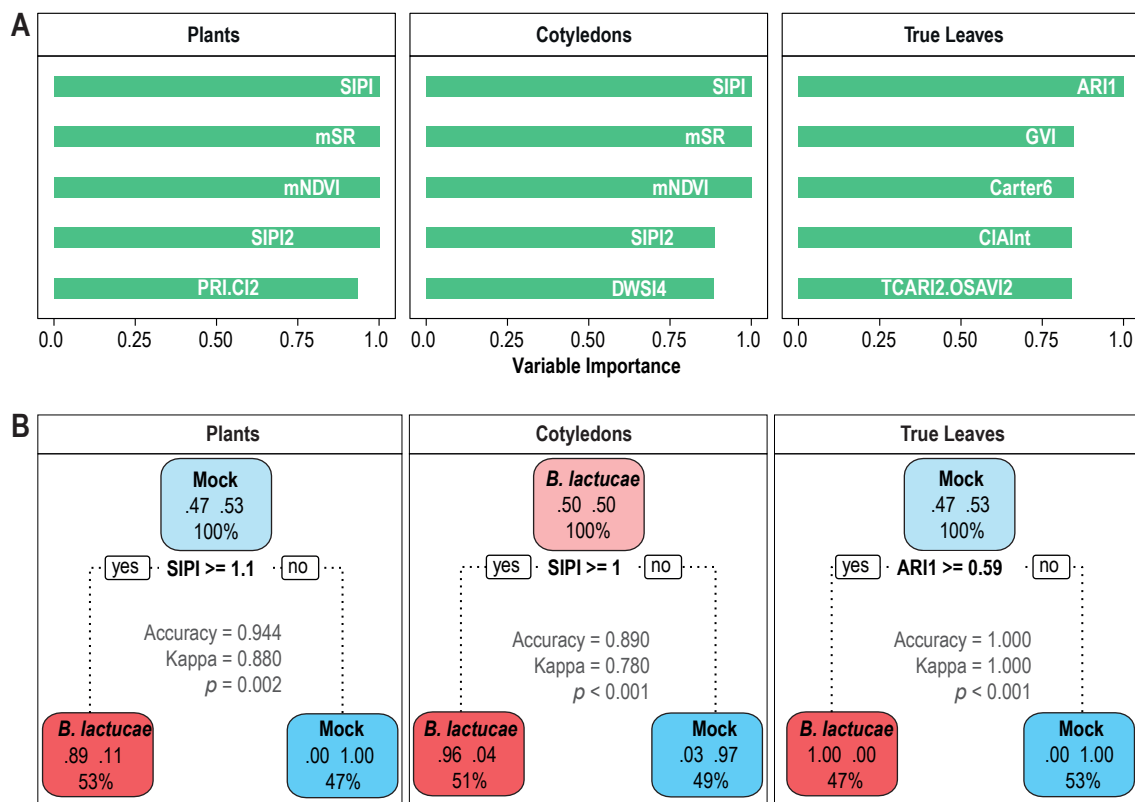 A
Plants
Cotyledons
True Leaves
SIPI
mSR
mNDVI
SIPI2
PRI.CI2
SIPI
mSR
mNDVI
SIPI2
DWSI4
ARI1
GVI
Carter6
CIAInt
TCARI2.OSAVI2
0.0 0.25 0.50 0.75 1.0
0.0 0.25 0.50 0.75 1.0
0.0 0.25 0.50 0.75 1.0
Variable Importance
B
Plants
Mock
.47 .53
100%
yes SIPI >= 1.1 no
Accuracy = 0.944
Kappa = 0.880
p = 0.002
B. lactucae
.89 .11
53%
Mock
.00 1.00
47%
Cotyledons
B. lactucae
.50 .50
100%
yes SIPI >= 1 no
Accuracy = 0.890
Kappa = 0.780
p < 0.001
B. lactucae
.96 .04
51%
Mock
.03 .97
49%
True Leaves
Mock
.47 .53
100%
yes ARI1 >= 0.59 no
Accuracy = 1.000
Kappa = 1.000
p < 0.001
B. lactucae
1.00 .00
47%
Mock
.00 1.00
53%